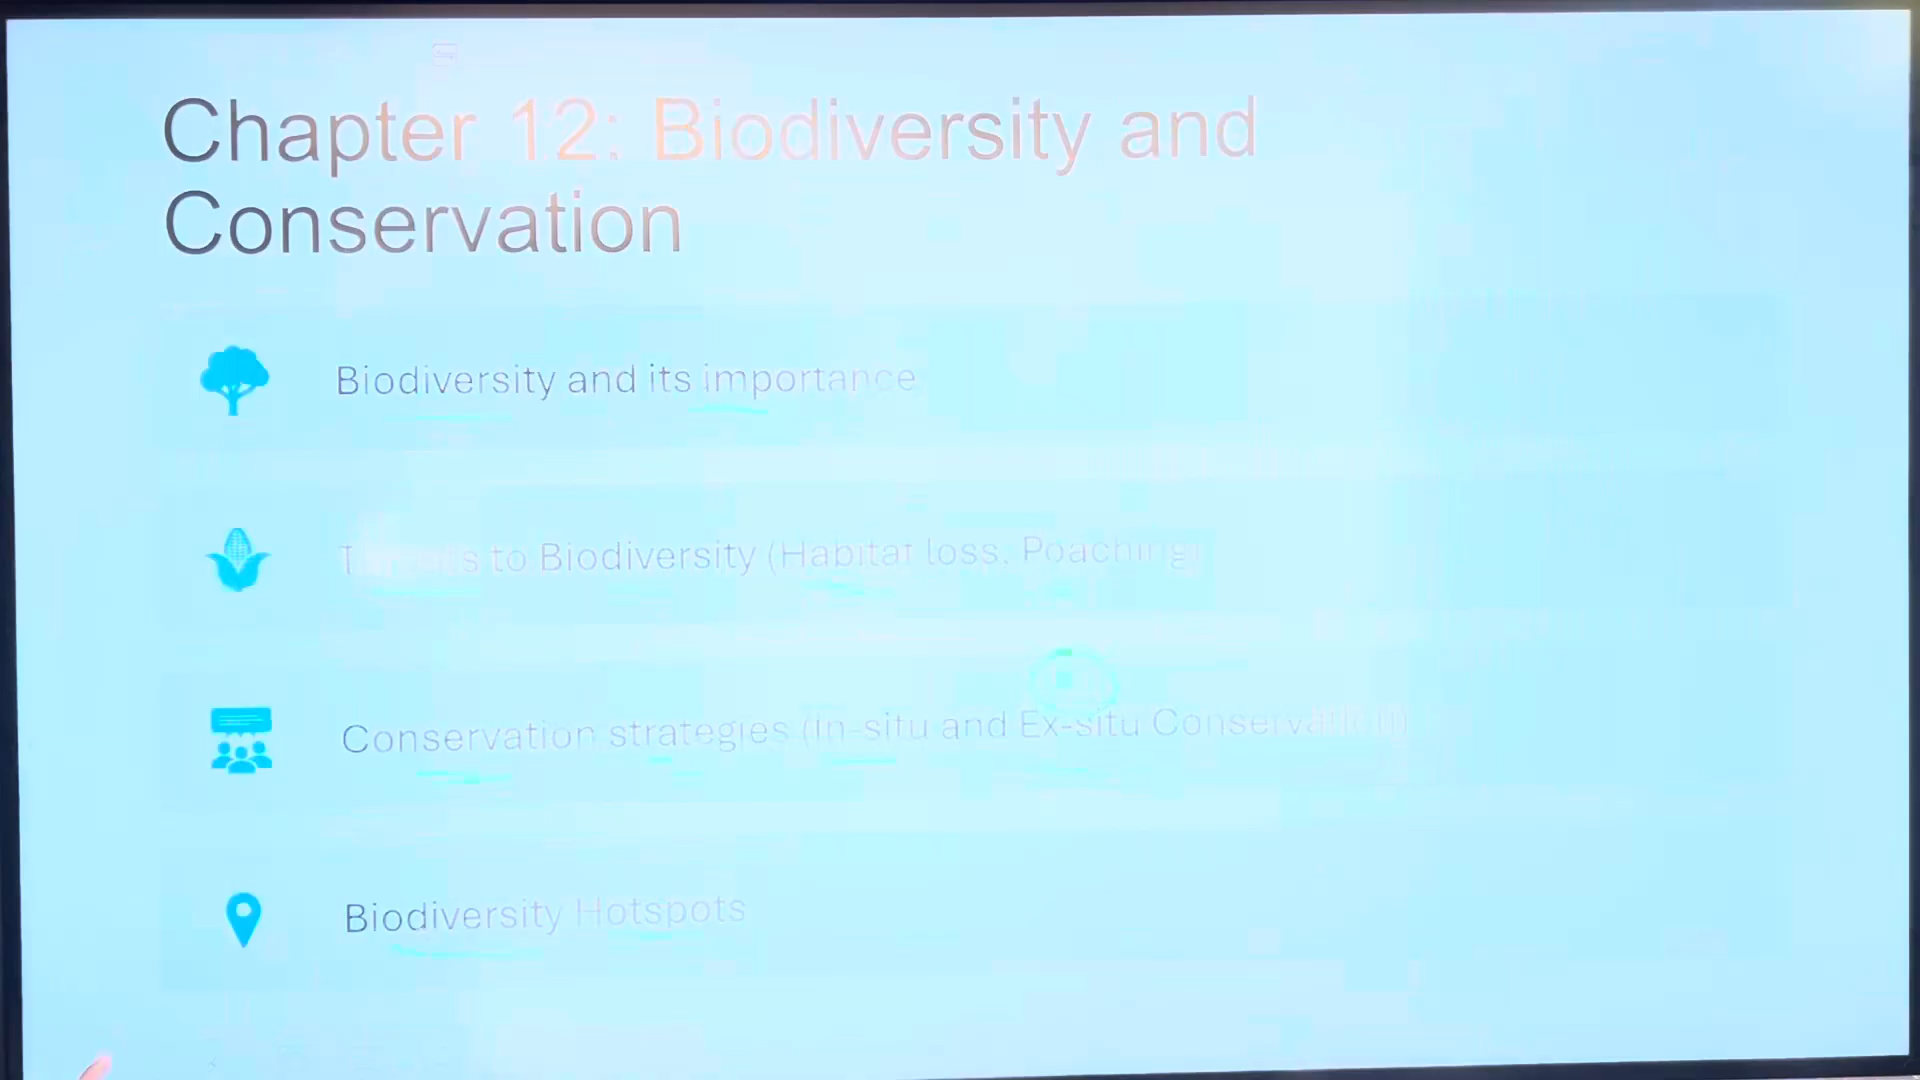 Chapter 12: Biodiversity and
Conservation
Biodiversity and its importance
to Biodiversity (Habitat loss, Poaching)
Conservation strategies (In-situ and Ex-situ Conservation)
Biodiversity Hotspots